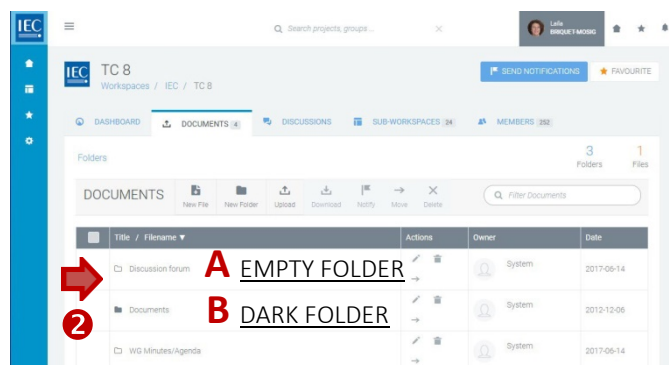 IEC
Search projects, groups ...
Laila
BRIQUET-MOSIG
IEC
TC 8
Workspaces / IEC / TC 8
SEND NOTIFICATIONS
FAVOURITE
DASHBOARD
DOCUMENTS 4
DISCUSSIONS
SUB-WORKSPACES 24
MEMBERS 252
Folders
3
Folders
1
Files
DOCUMENTS
New File
New Folder
Upload
Download
Notify
Move
Delete
Filter Documents
Title / Filename
Actions
Owner
Date
Discussion forum
A EMPTY FOLDER
System
2017-06-14
2
Documents
B DARK FOLDER
System
2012-12-06
WG Minutes/Agenda
System
2017-06-14